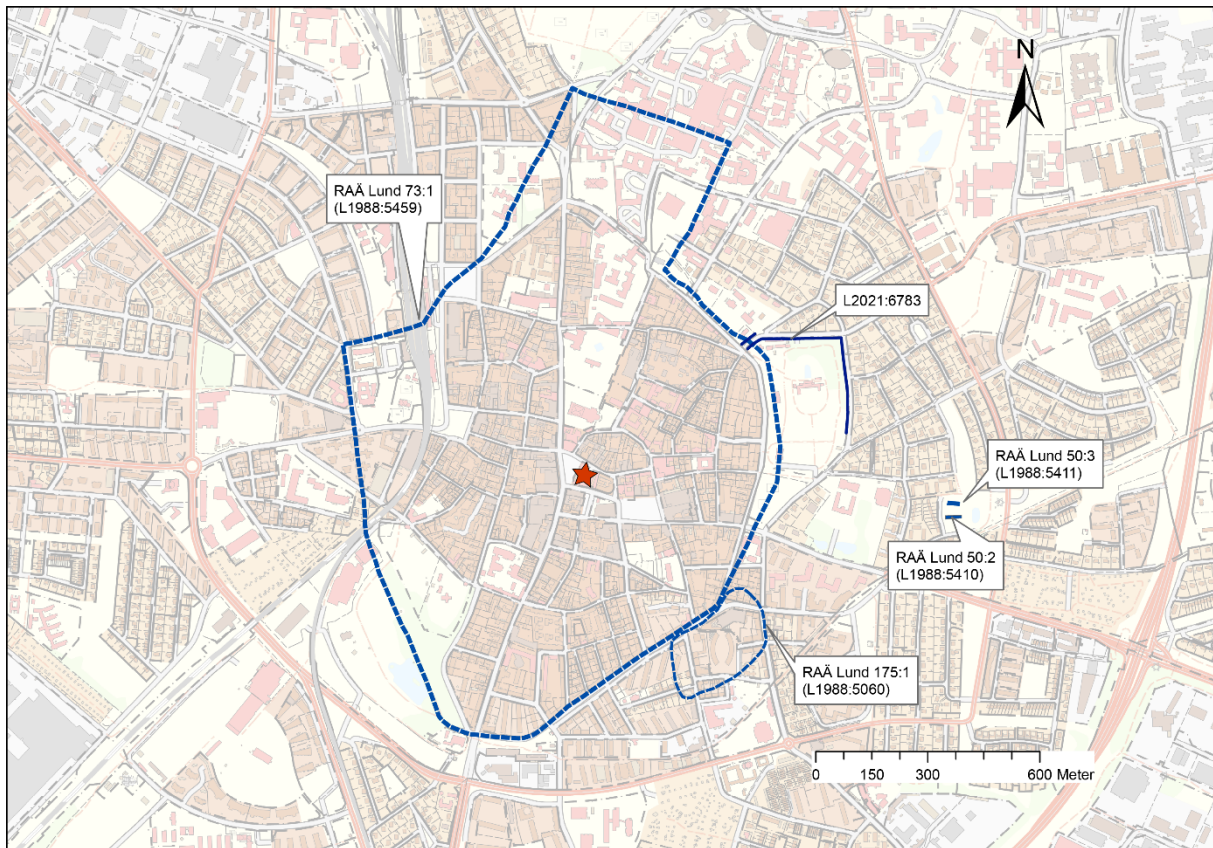 N
RAÄ Lund 73:1
(L1988:5459)
L2021:6783
RAÄ Lund 50:3
(L1988:5411)
RAÄ Lund 50:2
(L1988:5410)
RAÄ Lund 175:1
(L1988:5060)
0 150 300 600 Meter